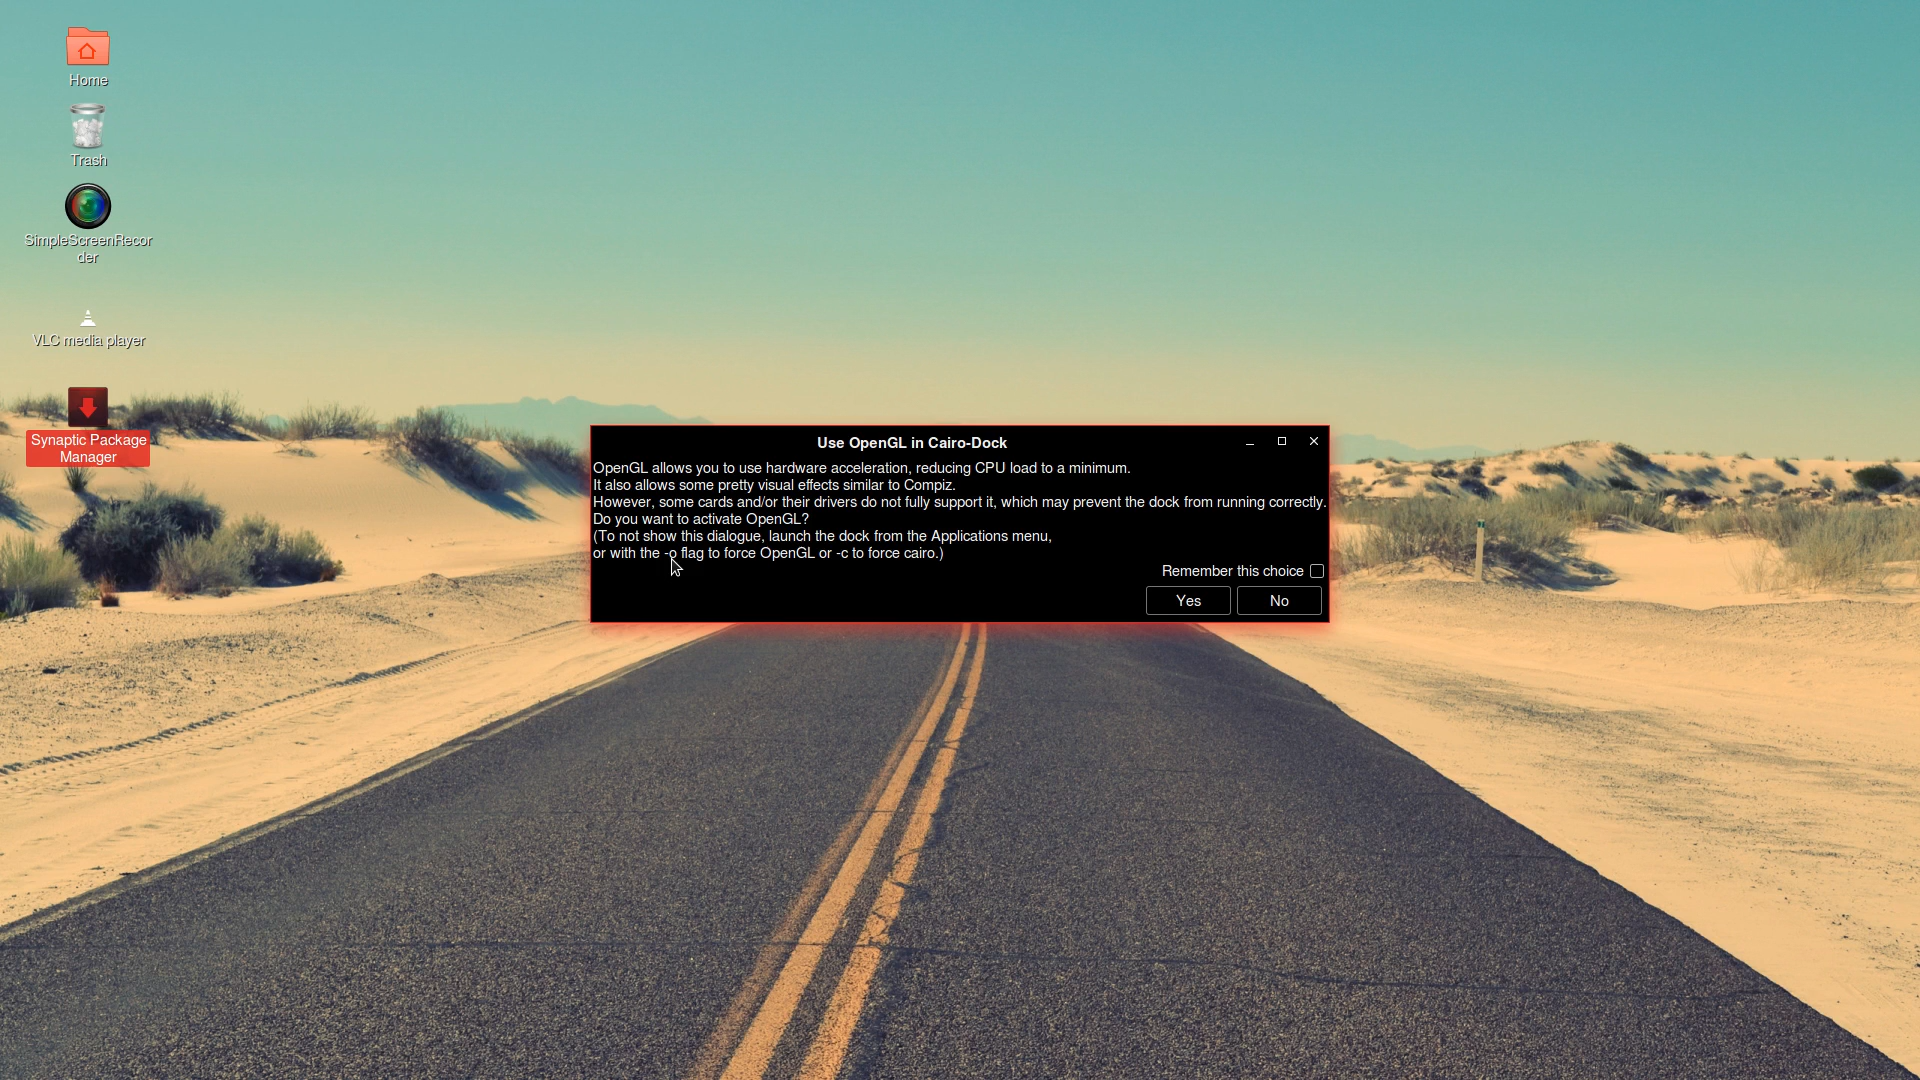 Home
Trash
SimpleScreenRecor
der
VLC media player
Synaptic Package
Manager
Use OpenGL in Cairo-Dock
OpenGL allows you to use hardware acceleration, reducing CPU load to a minimum.
It also allows some pretty visual effects similar to Compiz.
However, some cards and/or their drivers do not fully support it, which may prevent the dock from running correctly.
Do you want to activate OpenGL?
(To not show this dialogue, launch the dock from the Applications menu,
or with the -o flag to force OpenGL or -c to force cairo.)
Remember this choice
Yes
No